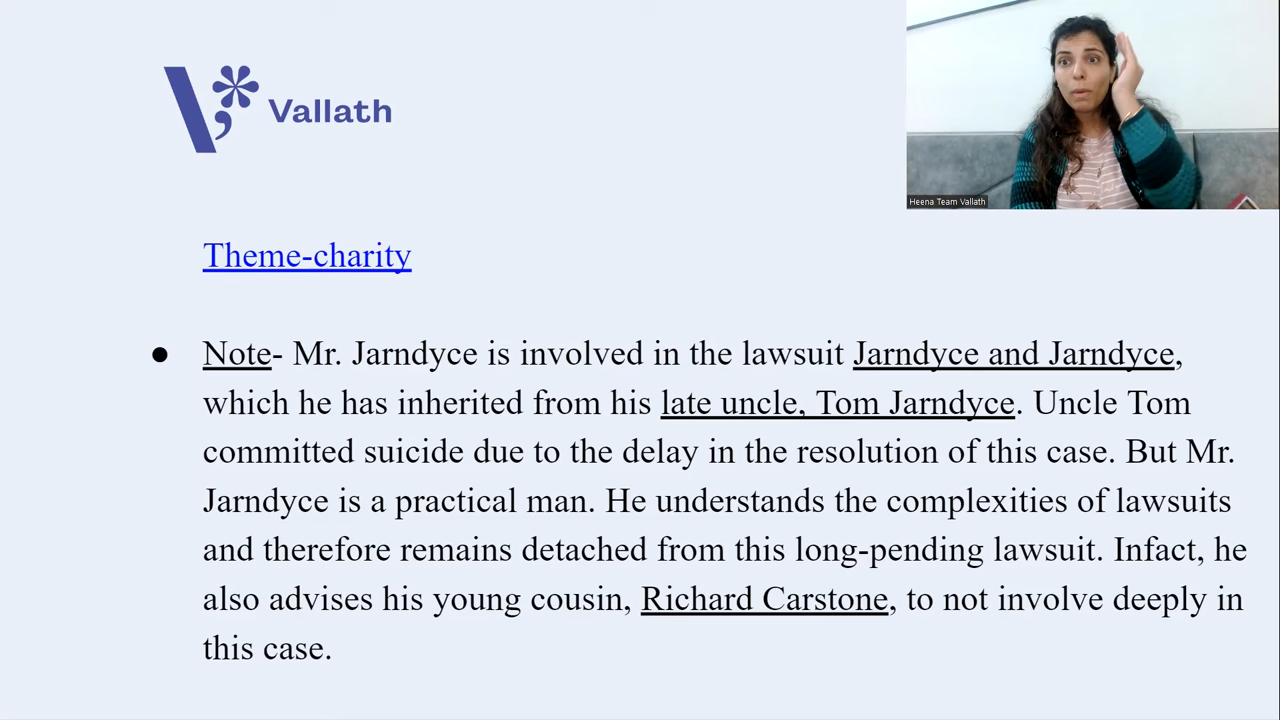 Vallath
Heena Team Vallath
Theme-charity
● Note- Mr. Jarndyce is involved in the lawsuit Jarndyce and Jarndyce,
which he has inherited from his late uncle, Tom Jarndyce. Uncle Tom
committed suicide due to the delay in the resolution of this case. But Mr.
Jarndyce is a practical man. He understands the complexities of lawsuits
and therefore remains detached from this long-pending lawsuit. Infact, he
also advises his young cousin, Richard Carstone, to not involve deeply in
this case.